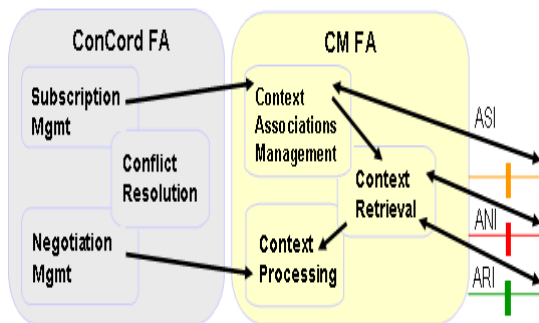 ConCord FA
CM FA
Subscription
Mgmt
Conflict
Resolution
Negotiation
Mgmt
Context
Associations
Management
Context
Retrieval
Context
Processing
ASI
ANI
ARI